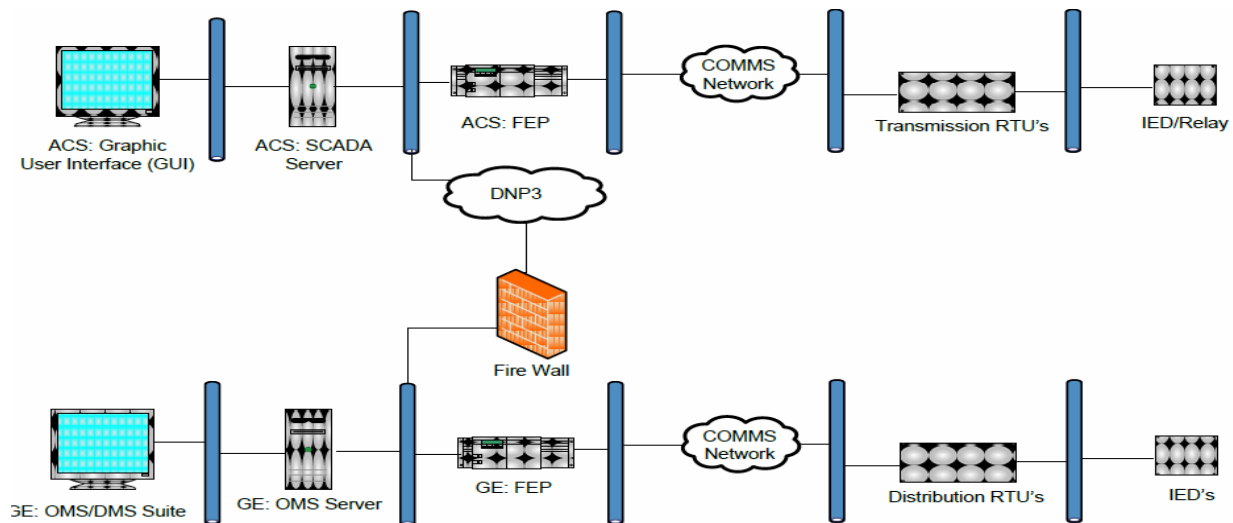 COMMS
Network
ACS: FEP
Transmission RTU's
IED/Relay
ACS: Graphic
User Interface (GUI)
ACS: SCADA
Server
DNP3
Fire Wall
COMMS
Network
GE: OMS/DMS Suite
GE: OMS Server
GE: FEP
Distribution RTU's
IED's